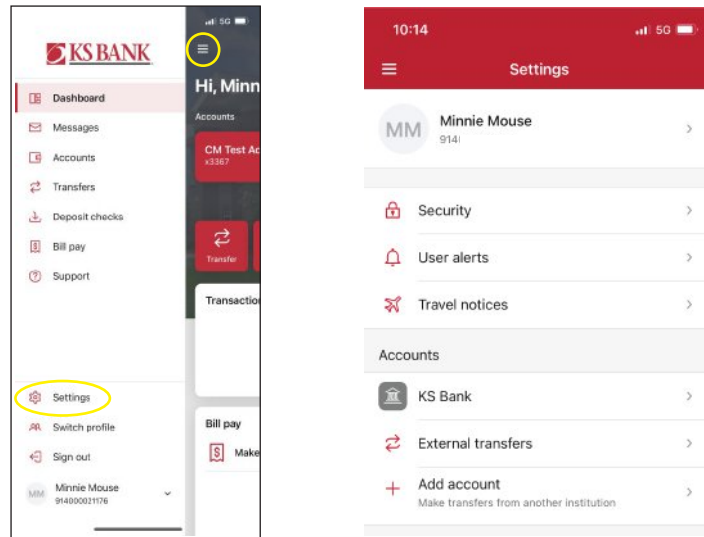 KS BANK
Dashboard
Messages
Accounts
Transfers
Deposit checks
Bill pay
Support
Settings
Switch profile
Sign out
MM
Minnie Mouse
914000021176
5G
Hi, Minn
Accounts
CM Test Ac
x3367
Transfer
Transactio
Bill pay
Make
10:14
5G
Settings
MM
Minnie Mouse
914
Security
User alerts
Travel notices
Accounts
KS Bank
External transfers
Add account
Make transfers from another institution